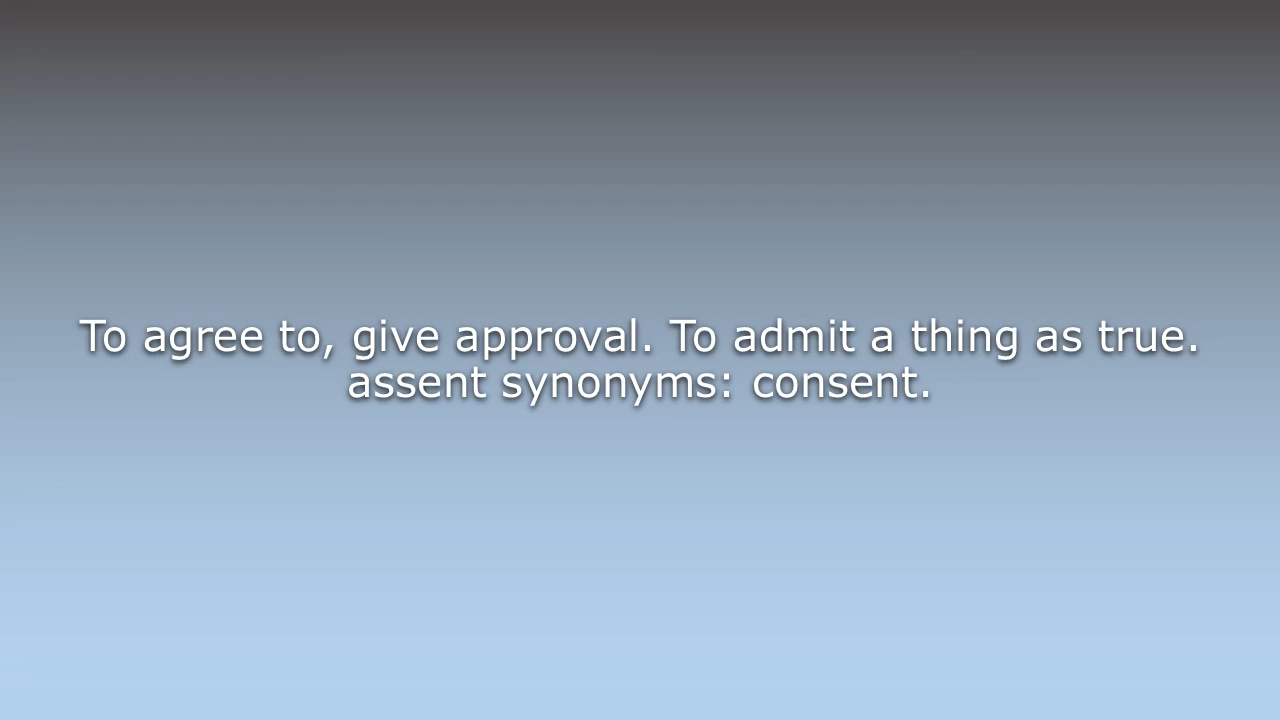 To agree to, give approval. To admit a thing as true.
assent synonyms: consent.